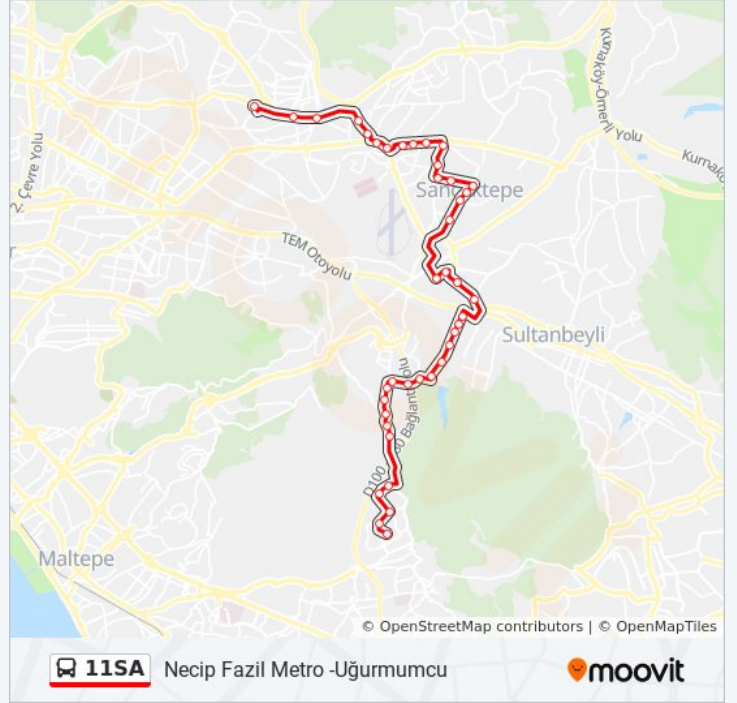 Kurnaköy-Ömerli Yolu
Kurnakö
2. Çevre Yolu
Sancaktepe
TEM Otoyolu
Sultanbeyli
D100
Maltepe
© OpenStreetMap contributors | © OpenMapTiles
11SA Necip Fazil Metro -Uğurmumcu moovit